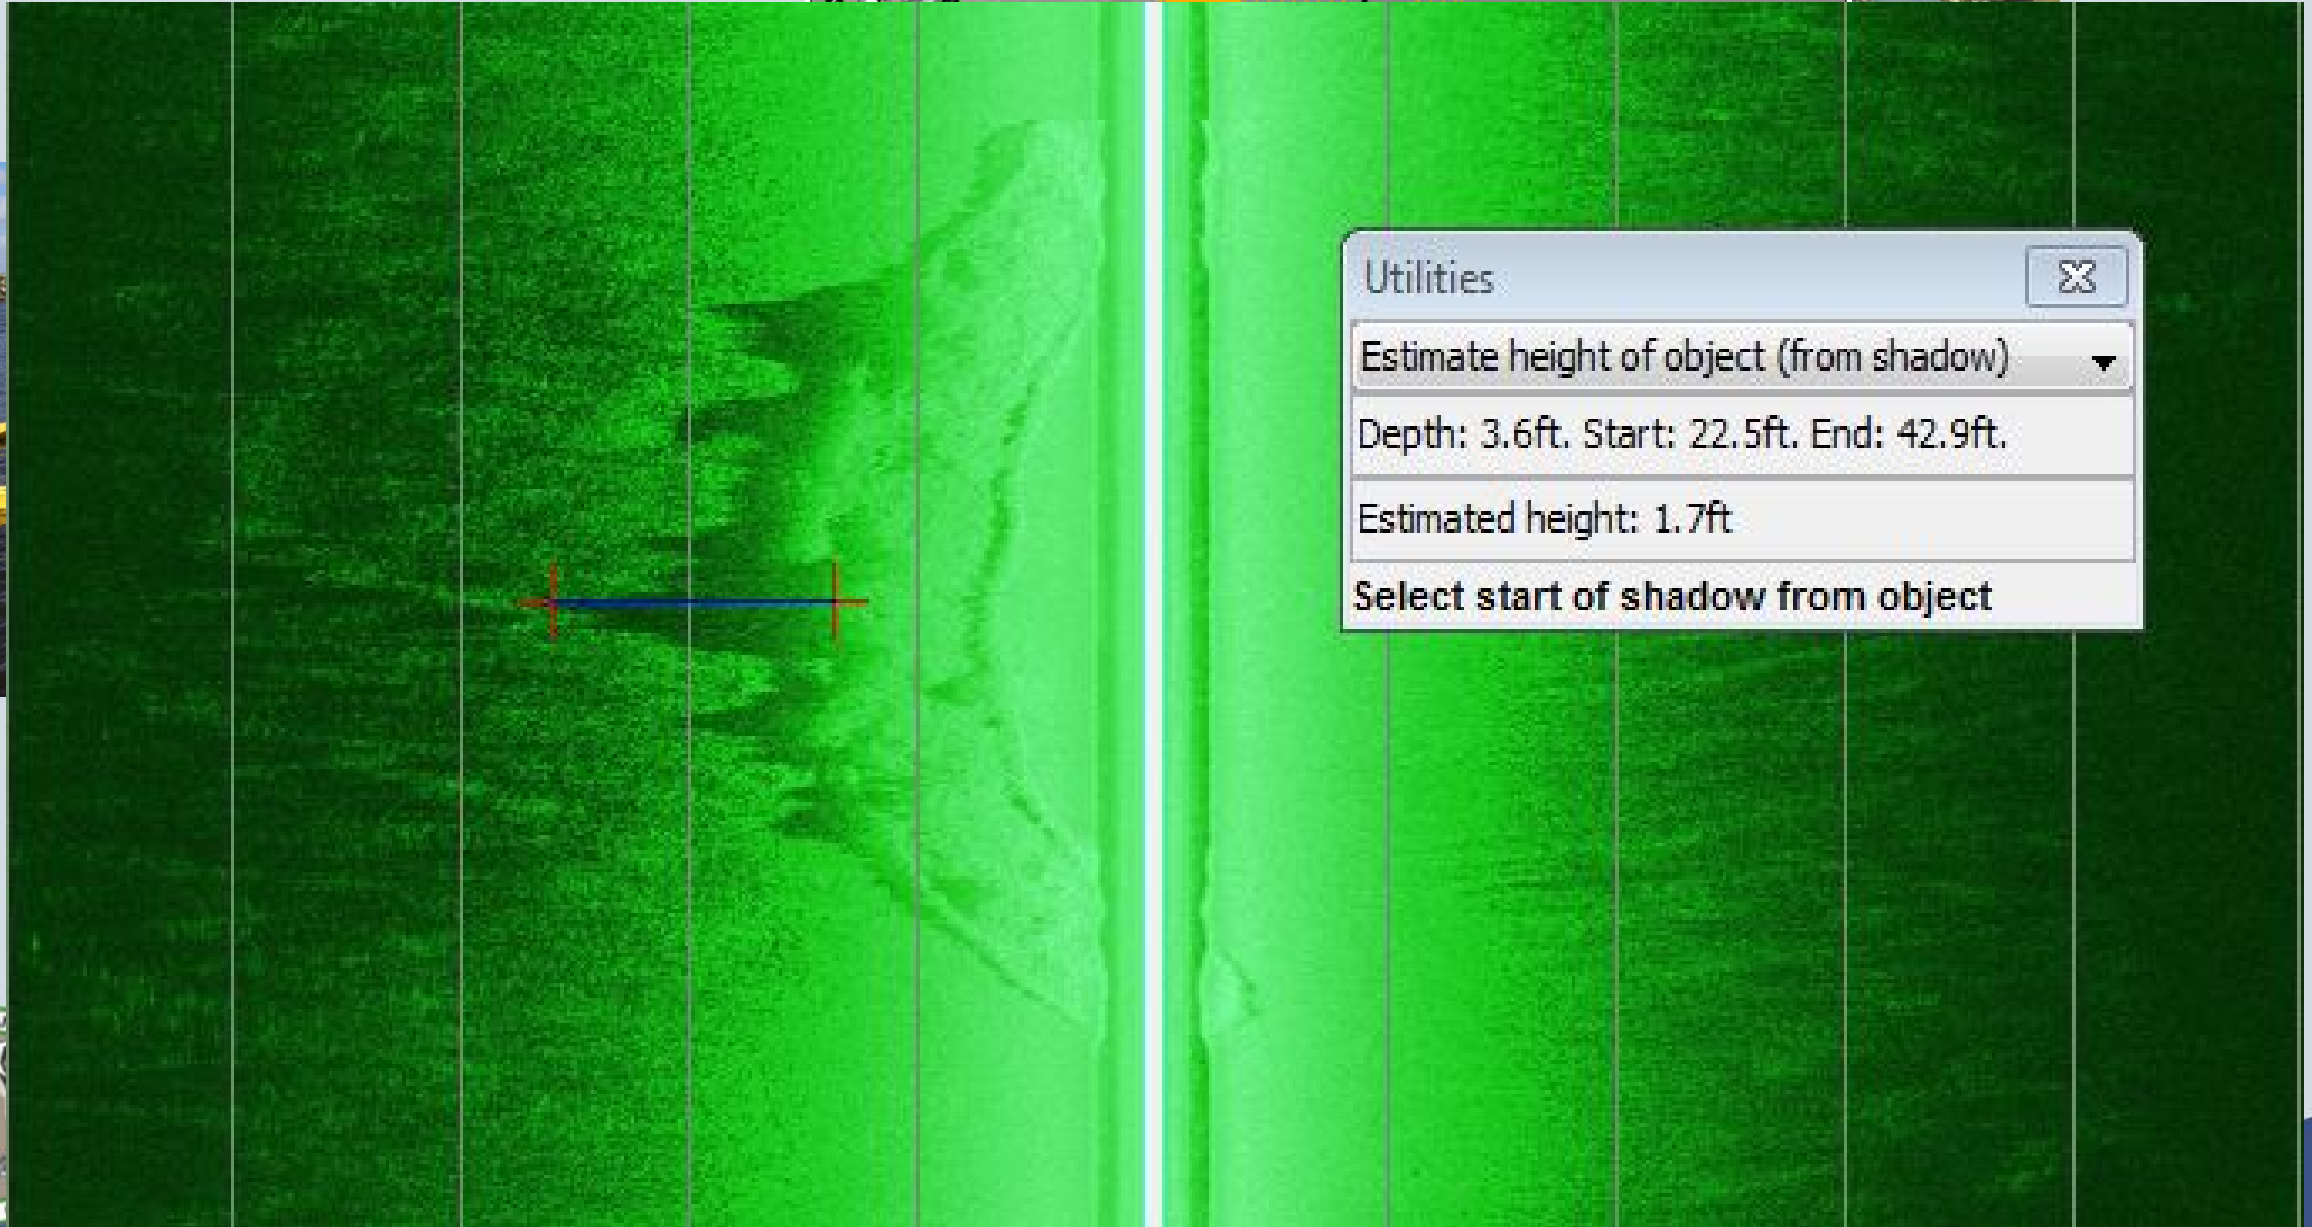 Utilities
Estimate height of object (from shadow)
Depth: 3.6ft. Start: 22.5ft. End: 42.9ft.
Estimated height: 1.7ft
Select start of shadow from object